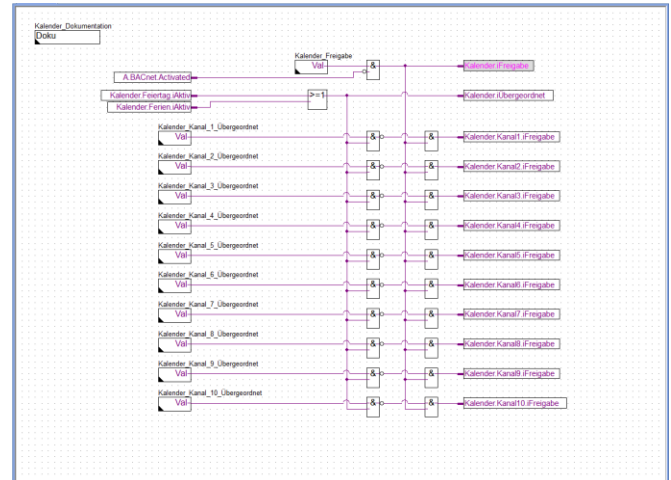 Kalender_Dokumentation
Doku
Kalender_Freigabe
Val
&
Kalender.iFreigabe
A.BACnet.Activated
Kalender.Feiertag.iAktiv
>=1
Kalender.iÜbergeordnet
Kalender.Ferien.iAktiv
Kalender_Kanal_1_Übergeordnet
Val
&
&
Kalender.Kanal1.iFreigabe
Kalender_Kanal_2_Übergeordnet
Val
&
&
Kalender.Kanal2.iFreigabe
Kalender_Kanal_3_Übergeordnet
Val
&
&
Kalender.Kanal3.iFreigabe
Kalender_Kanal_4_Übergeordnet
Val
&
&
Kalender.Kanal4.iFreigabe
Kalender_Kanal_5_Übergeordnet
Val
&
&
Kalender.Kanal5.iFreigabe
Kalender_Kanal_6_Übergeordnet
Val
&
&
Kalender.Kanal6.iFreigabe
Kalender_Kanal_7_Übergeordnet
Val
&
&
Kalender.Kanal7.iFreigabe
Kalender_Kanal_8_Übergeordnet
Val
&
&
Kalender.Kanal8.iFreigabe
Kalender_Kanal_9_Übergeordnet
Val
&
&
Kalender.Kanal9.iFreigabe
Kalender_Kanal_10_Übergeordnet
Val
&
&
Kalender.Kanal10.iFreigabe